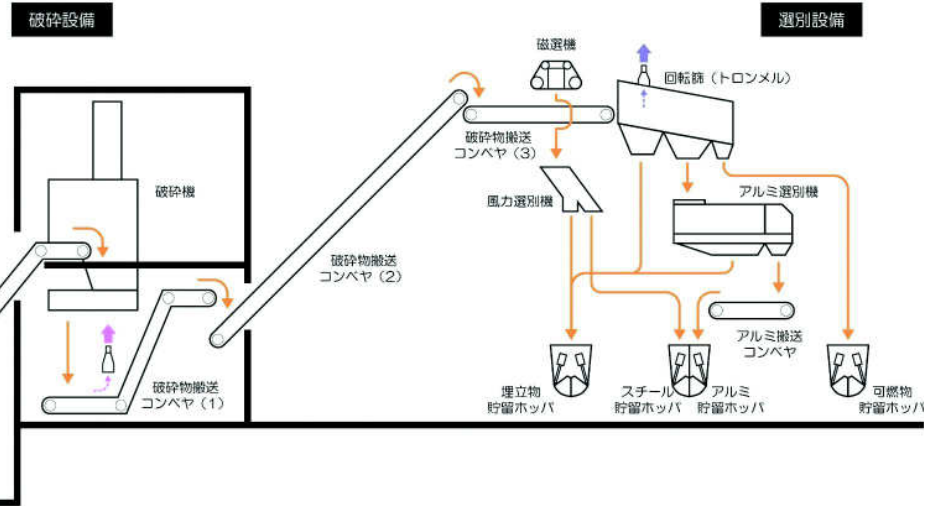 破砕設備
選別設備
磁選機
回転篩（トロンメル）
破砕物搬送
コンベヤ（3）
破砕機
風力選別機
アルミ選別機
破砕物搬送
コンベヤ（2）
アルミ搬送
コンベヤ
破砕物搬送
コンベヤ（1）
埋立物
貯留ホッパ
スチール
貯留ホッパ
アルミ
貯留ホッパ
可燃物
貯留ホッパ